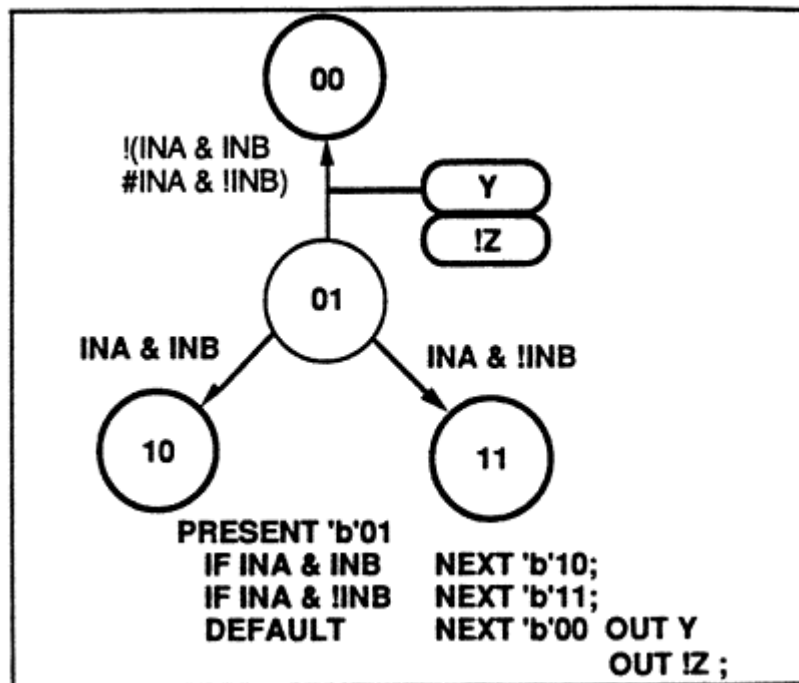 00
!(INA & INB
#INA & !INB)
Y
!Z
01
INA & INB
INA & !INB
10
11
PRESENT 'b'01
IF INA & INB NEXT 'b'10;
IF INA & !INB NEXT 'b'11;
DEFAULT NEXT 'b'00 OUT Y
OUT !Z ;